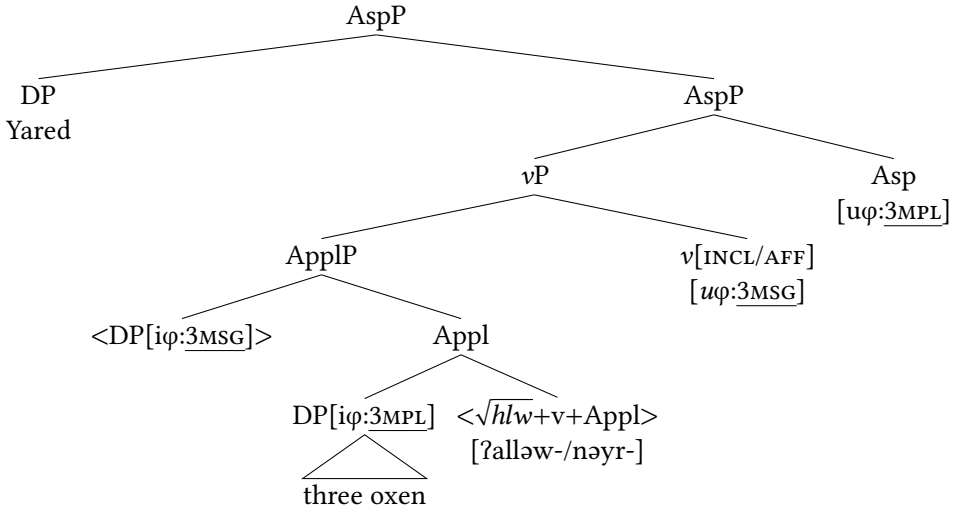 AspP
DP
Yared
AspP
vP
Asp
[uφ:3MPL]
ApplP
v[INCL/AFF]
[uφ:3MSG]
<DP[iφ:3MSG]>
Appl
DP[iφ:3MPL]
<√hlw+v+Appl>
[ʔalləw-/nəyr-]
three oxen